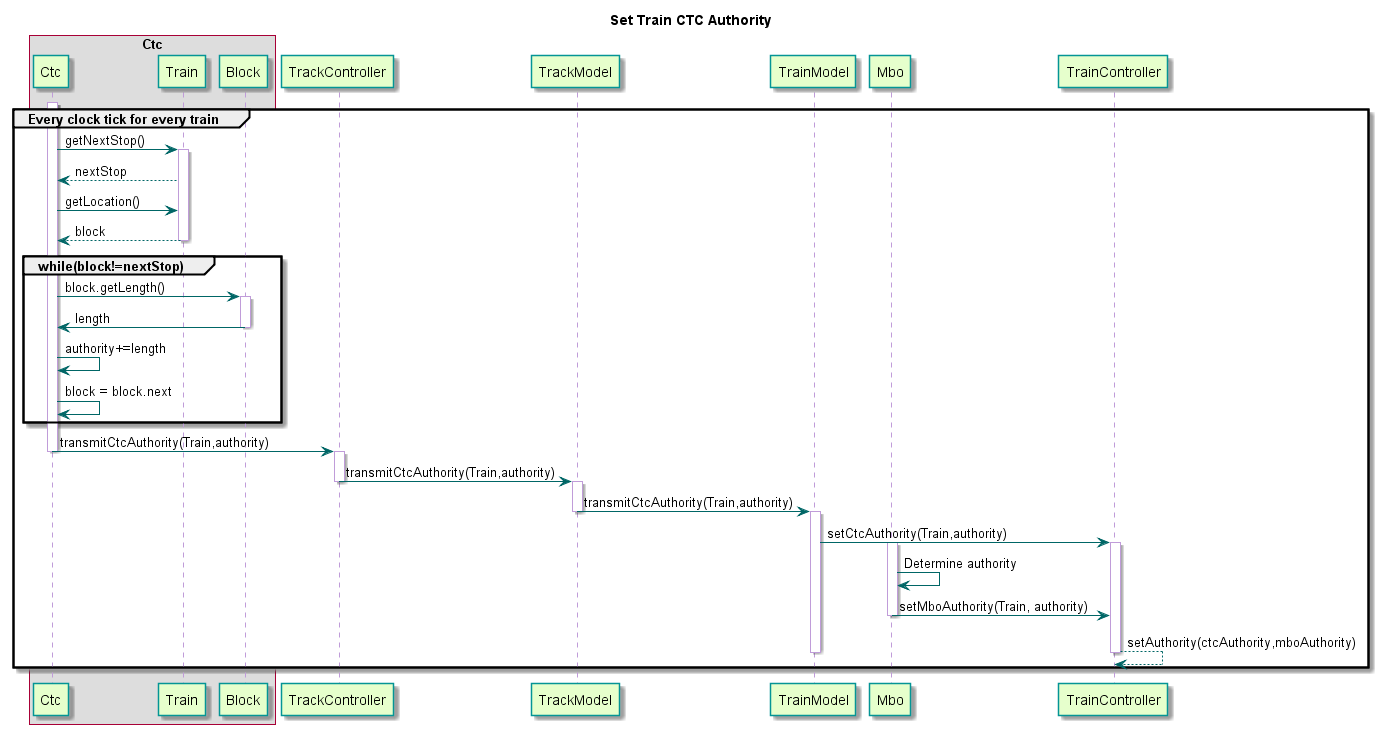 Set Train CTC Authority
Ctc
Ctc Train Block TrackController TrackModel TrainModel Mbo TrainController
Every clock tick for every train
getNextStop()
nextStop
getLocation()
block
while(block!=nextStop)
block.getLength()
length
authority+=length
block = block.next
transmitCtcAuthority(Train,authority)
transmitCtcAuthority(Train,authority)
transmitCtcAuthority(Train,authority)
setCtcAuthority(Train,authority)
Determine authority
setMboAuthority(Train, authority)
setAuthority(ctcAuthority,mboAuthority)
Ctc Train Block TrackController TrackModel TrainModel Mbo TrainController